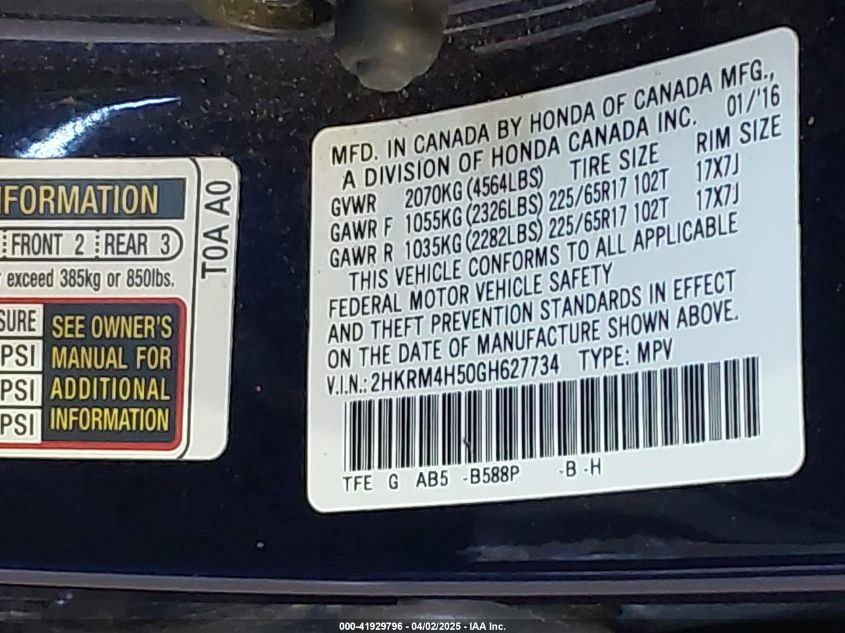 NFORMATION
FRONT 2 REAR 3
exceed 385kg or 850lbs.
SURE
PSI
PSI
PSI
SEE OWNER'S
MANUAL FOR
ADDITIONAL
INFORMATION
T0A A0
MFD. IN CANADA BY HONDA OF CANADA MFG.,
A DIVISION OF HONDA CANADA INC. 01/'16
GVWR 2070KG (4564LBS) TIRE SIZE RIM SIZE
GAWR F 1055KG (2326LBS) 225/65R17 102T 17X7J
GAWR R 1035KG (2282LBS) 225/65R17 102T 17X7J
THIS VEHICLE CONFORMS TO ALL APPLICABLE
FEDERAL MOTOR VEHICLE SAFETY
AND THEFT PREVENTION STANDARDS IN EFFECT
ON THE DATE OF MANUFACTURE SHOWN ABOVE.
V.I.N.: 2HKRM4H50GH627734 TYPE: MPV
TFE G AB5 -B588P -B -H
000-41929796 - 04/02/2025 - IAA Inc.